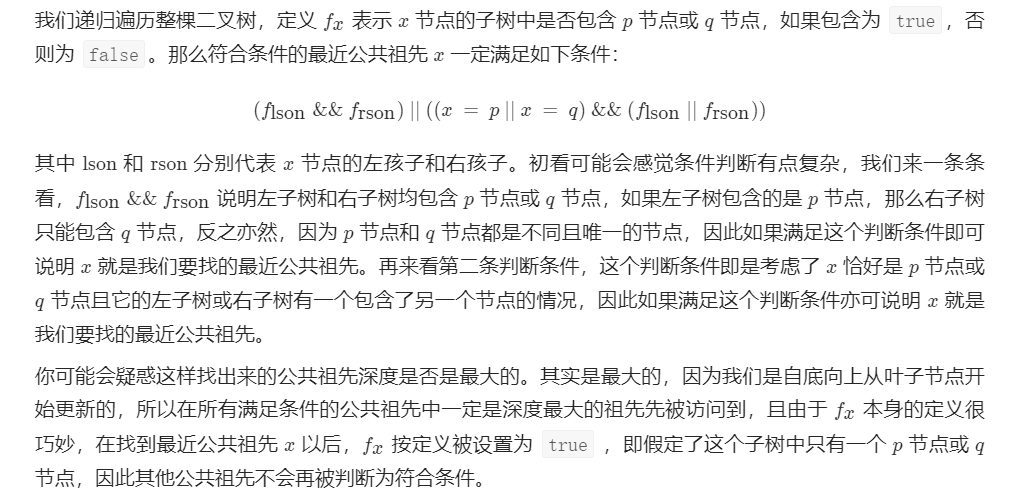 我们递归遍历整棵二叉树，定义 fx 表示 x 节点的子树中是否包含 p 节点或 q 节点，如果包含为 true ，否
则为 false 。那么符合条件的最近公共祖先 x 一定满足如下条件：
(flson && frson) || ((x = p || x = q) && (flson || frson))
其中 lson 和 rson 分别代表 x 节点的左孩子和右孩子。初看可能会感觉条件判断有点复杂，我们来一条条
看，flson && frson 说明左子树和右子树均包含 p 节点或 q 节点，如果左子树包含的是 p 节点，那么右子树
只能包含 q 节点，反之亦然，因为 p 节点和 q 节点都是不同且唯一的节点，因此如果满足这个判断条件即可
说明 x 就是我们要找的最近公共祖先。再来看第二条判断条件，这个判断条件即是考虑了 x 恰好是 p 节点或
q 节点且它的左子树或右子树有一个包含了另一个节点的情况，因此如果满足这个判断条件亦可说明 x 就是
我们要找的最近公共祖先。
你可能会疑惑这样找出来的公共祖先深度是否是最大的。其实是最大的，因为我们是自底向上从叶子节点开
始更新的，所以在所有满足条件的公共祖先中一定是深度最大的祖先先被访问到，且由于 fx 本身的定义很
巧妙，在找到最近公共祖先 x 以后，fx 按定义被设置为 true ，即假定了这个子树中只有一个 p 节点或 q
节点，因此其他公共祖先不会再被判断为符合条件。